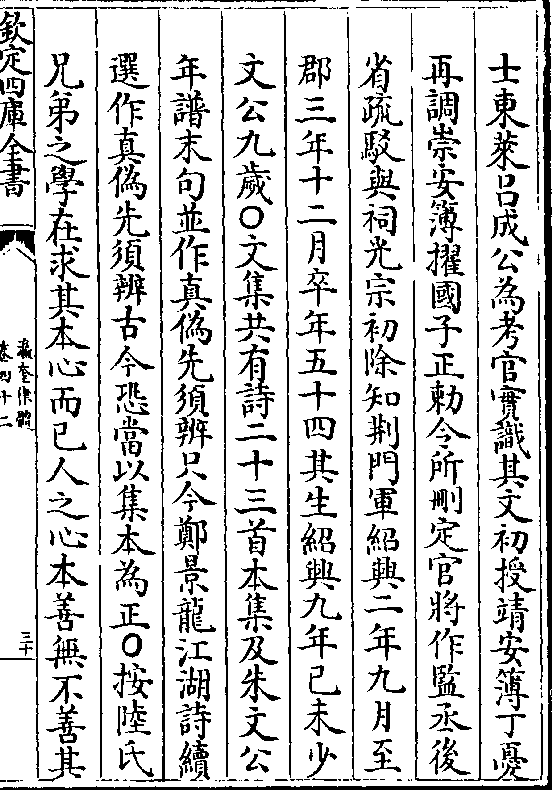 士東萊吕成公為考官實識其文初授靖安簿丁憂
再調崇安簿擢國子正勅令所刪定官將作監丞後
省疏駁與祠光宗初除知荆門軍紹興二年九月至
郡三年十二月卒年五十四其生紹興九年己未少
文公九歲○文集共有詩二十三首本集及朱文公
年譜末句並作真偽先須辨只今鄭景龍江湖詩續
選作真偽先須辨古今恐當以集本為正○按陸氏
兄弟之學在求其本心而已人之心本善無不善其
欽定四庫全書
瀛奎律髓
卷四十二
三十